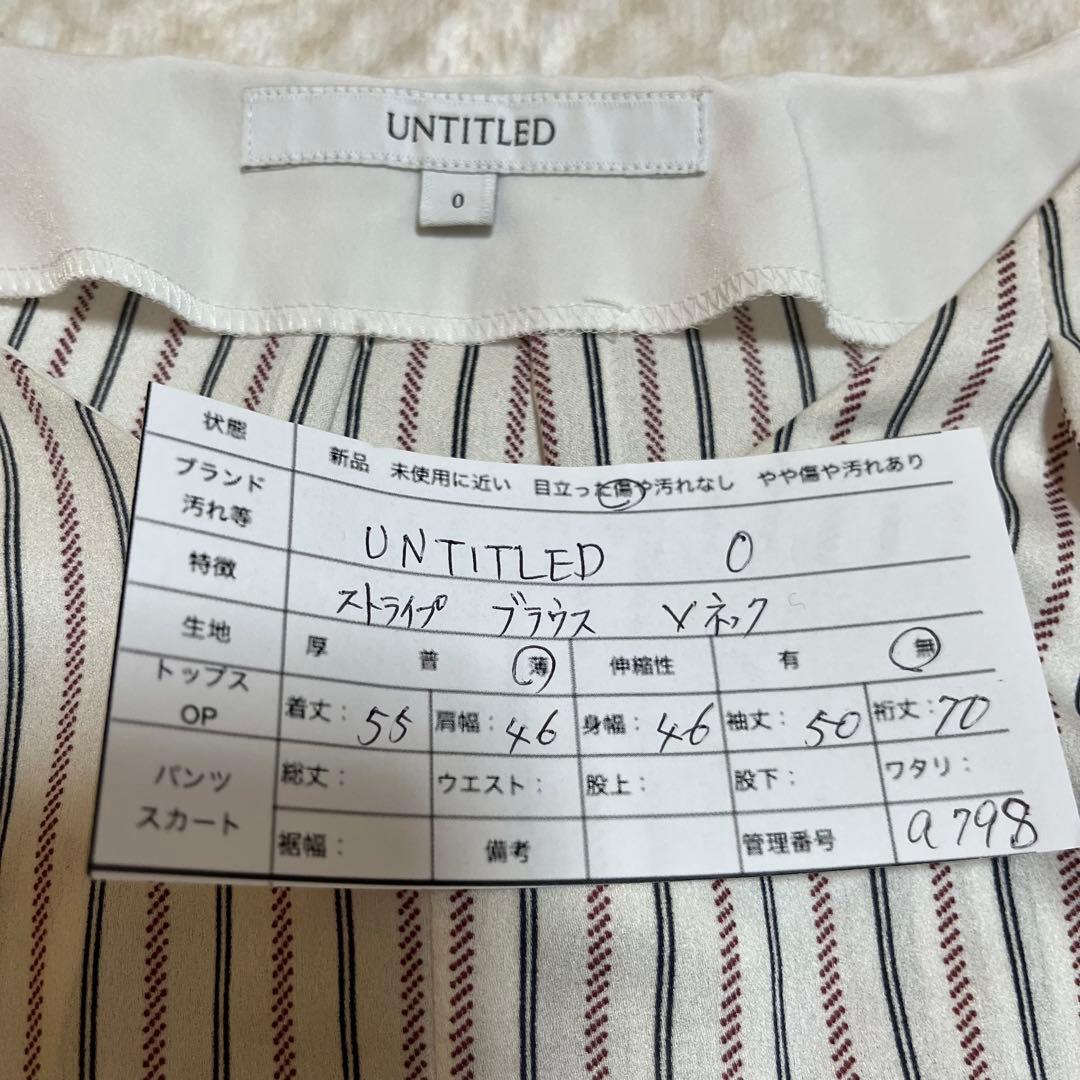 UNTITLED
0
状態 新品 未使用に近い 目立った傷や汚れなし やや傷や汚れあり
ブランド
汚れ等 UNTITLED 0
特徴 ストライプ ブラウス Vネック
生地 厚 普 薄 伸縮性 有 無
トップス
OP 着丈: 55 肩幅: 46 身幅: 46 袖丈: 50 裄丈: 70
パンツ 総丈: ウエスト: 股上: 股下: ワタリ:
スカート 裾幅: 備考 管理番号 a798